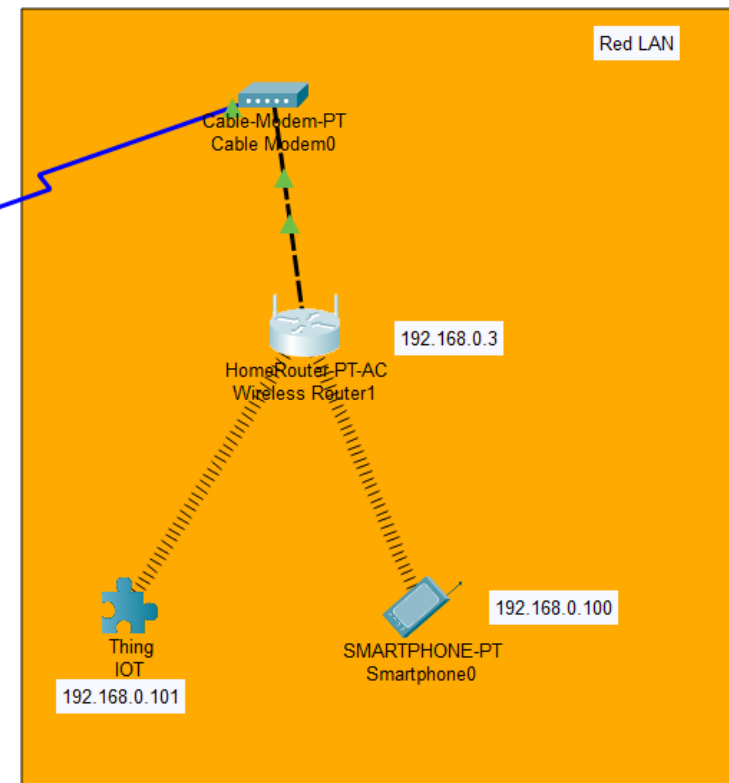 Red LAN
Cable-Modem-PT
Cable Modem0
192.168.0.3
HomeRouter-PT-AC
Wireless Router1
192.168.0.100
Thing
IOT
SMARTPHONE-PT
Smartphone0
192.168.0.101